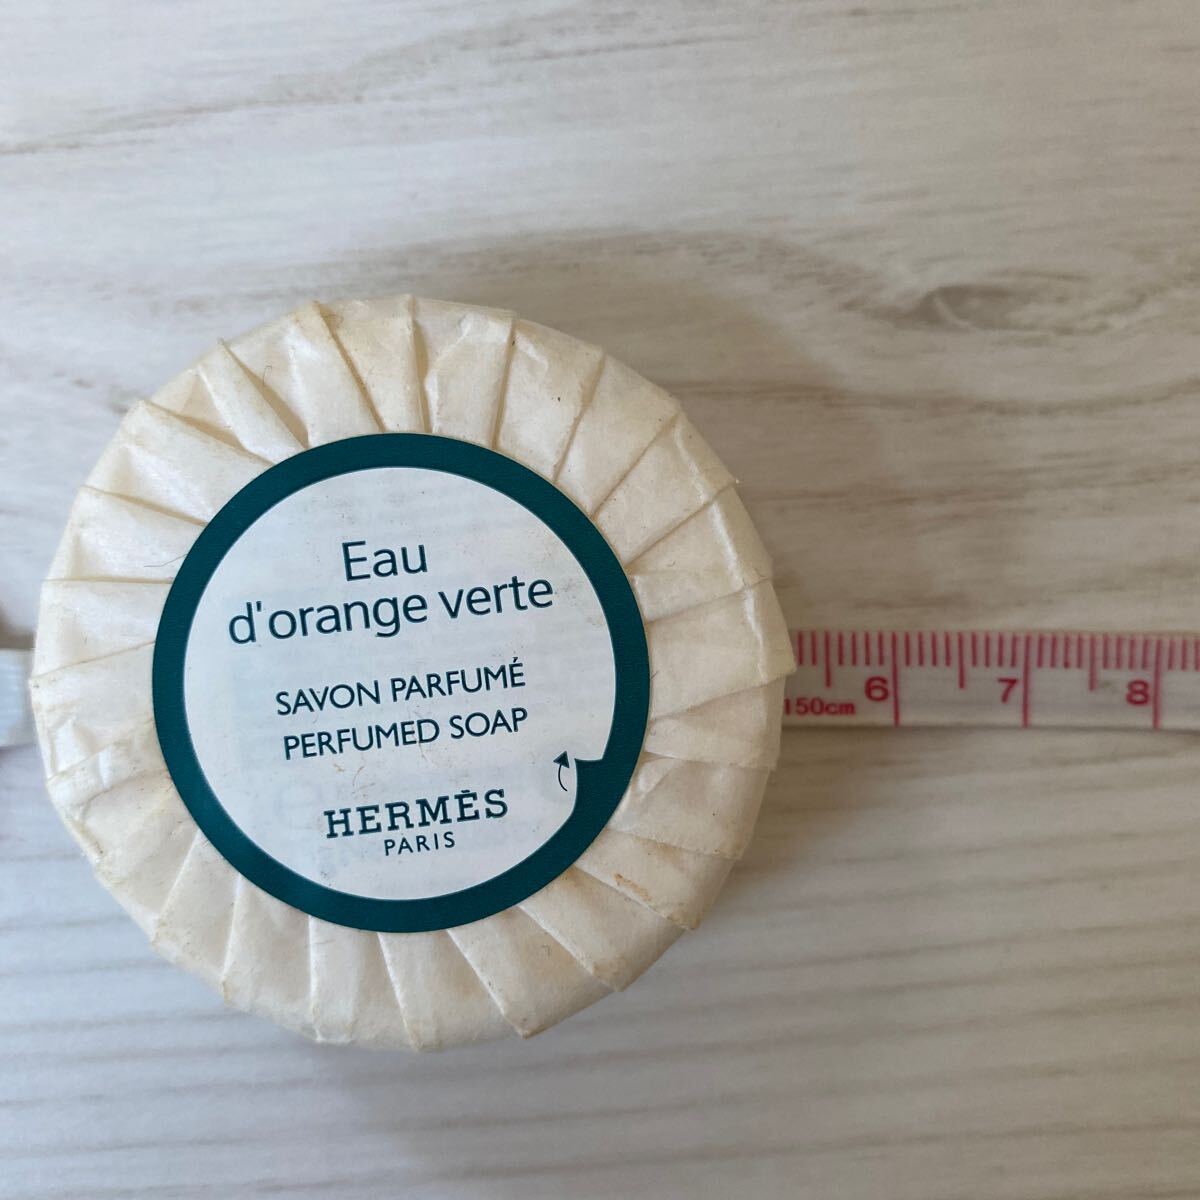 Eau
d'orange verte
SAVON PARFUMÉ
PERFUMED SOAP
HERMÈS
PARIS
6 7 8
150cm